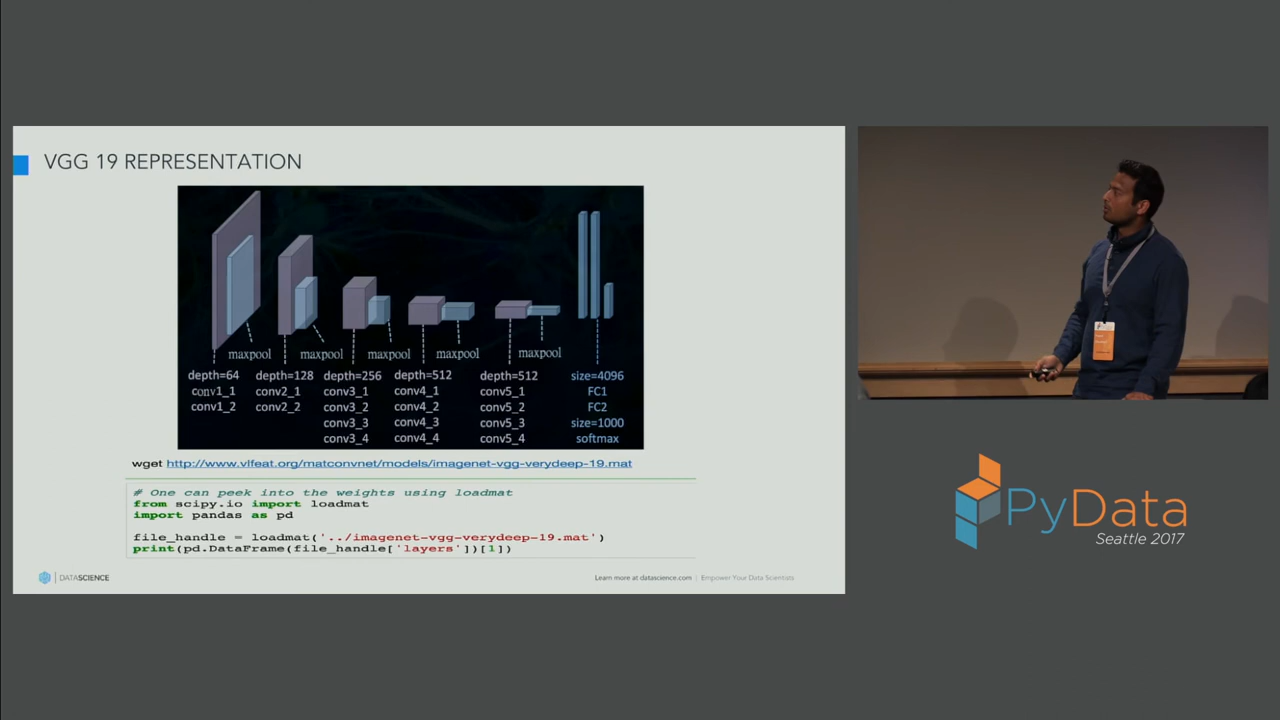 VGG 19 REPRESENTATION
maxpool maxpool maxpool maxpool maxpool
depth=64 depth=128 depth=256 depth=512 depth=512 size=4096
conv1_1 conv2_1 conv3_1 conv4_1 conv5_1 FC1
conv1_2 conv2_2 conv3_2 conv4_2 conv5_2 FC2
conv3_3 conv4_3 conv5_3 size=1000
conv3_4 conv4_4 conv5_4 softmax
wget http://www.vlfeat.org/matconvnet/models/imagenet-vgg-verydeep-19.mat
# One can peek into the weights using loadmat
from scipy.io import loadmat
import pandas as pd
file_handle = loadmat('../imagenet-vgg-verydeep-19.mat')
print(pd.DataFrame(file_handle['layers'])[1])
DATASCIENCE
Learn more at datascience.com | Empower Your Data Scientists
PyData
Seattle 2017